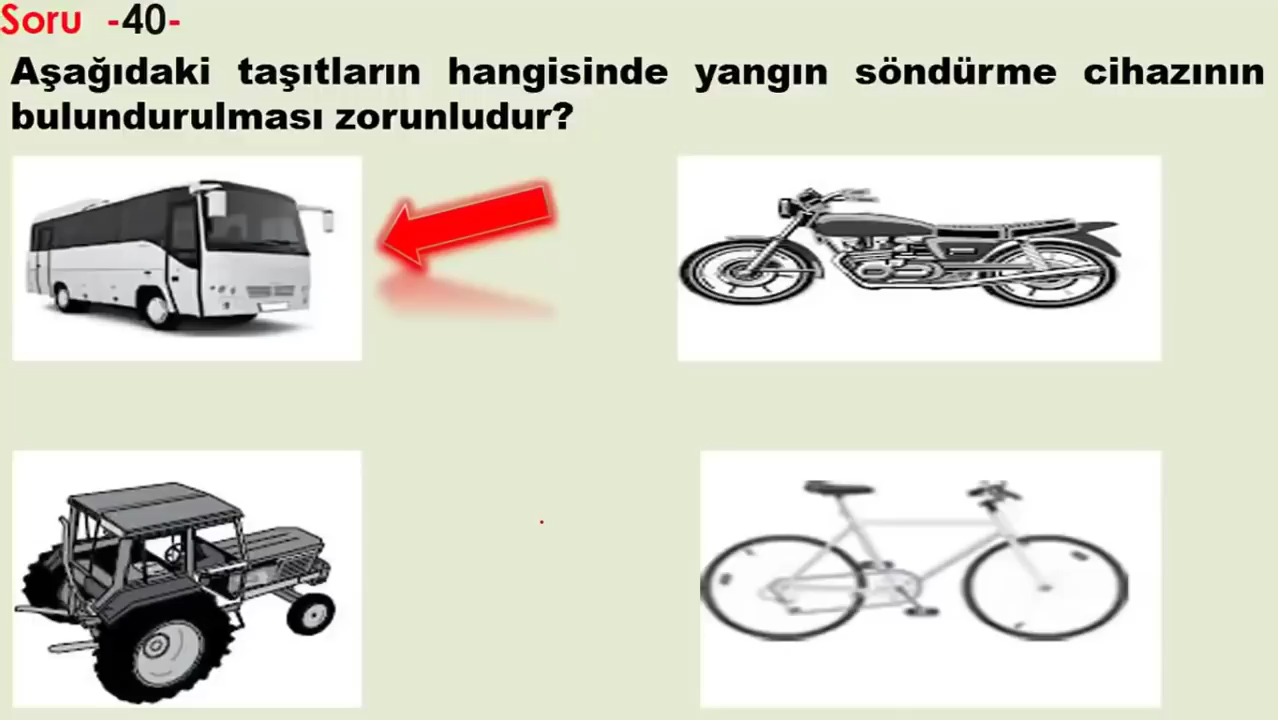 Soru -40-
Aşağıdaki taşıtların hangisinde yangın söndürme cihazının
bulundurulması zorunludur?